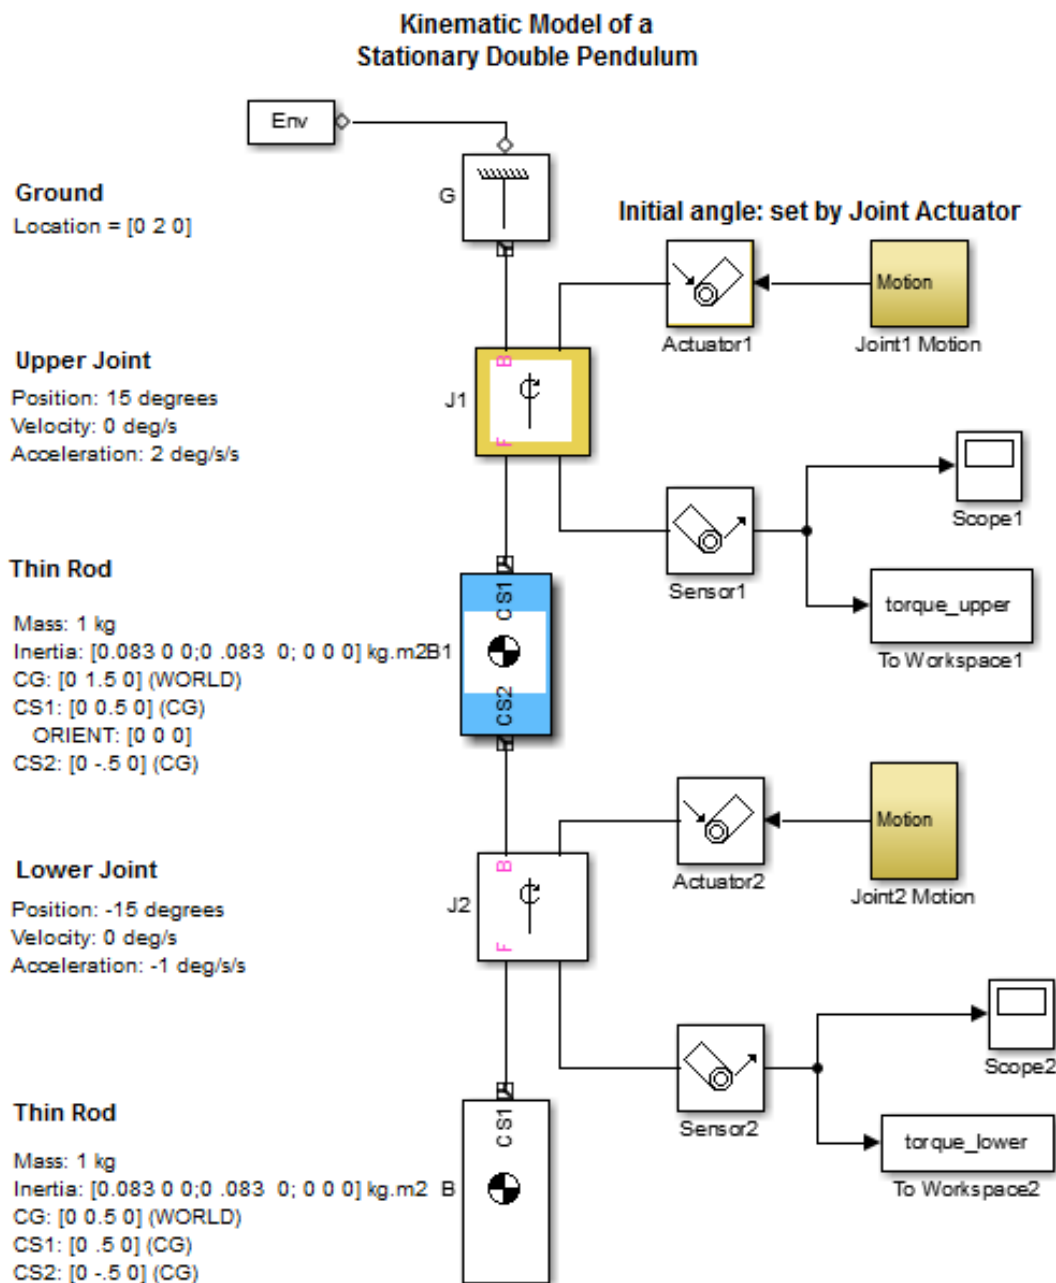 Kinematic Model of a
Stationary Double Pendulum
Env
Ground
Location = [0 2 0]
G
Initial angle: set by Joint Actuator
Motion
Actuator1
Joint1 Motion
Upper Joint
Position: 15 degrees
Velocity: 0 deg/s
Acceleration: 2 deg/s/s
J1
B
F
Scope1
Sensor1
torque_upper
To Workspace1
Thin Rod
Mass: 1 kg
Inertia: [0.083 0 0;0 .083  0; 0 0 0] kg.m2B1
CG: [0 1.5 0] (WORLD)
CS1: [0 0.5 0] (CG)
ORIENT: [0 0 0]
CS2: [0 -.5 0] (CG)
CS1
CS2
Motion
Actuator2
Joint2 Motion
Lower Joint
Position: -15 degrees
Velocity: 0 deg/s
Acceleration: -1 deg/s/s
J2
B
F
Scope2
Sensor2
torque_lower
To Workspace2
Thin Rod
Mass: 1 kg
Inertia: [0.083 0 0;0 .083  0; 0 0 0] kg.m2  B
CG: [0 0.5 0] (WORLD)
CS1: [0 .5 0] (CG)
CS2: [0 -.5 0] (CG)
CS1